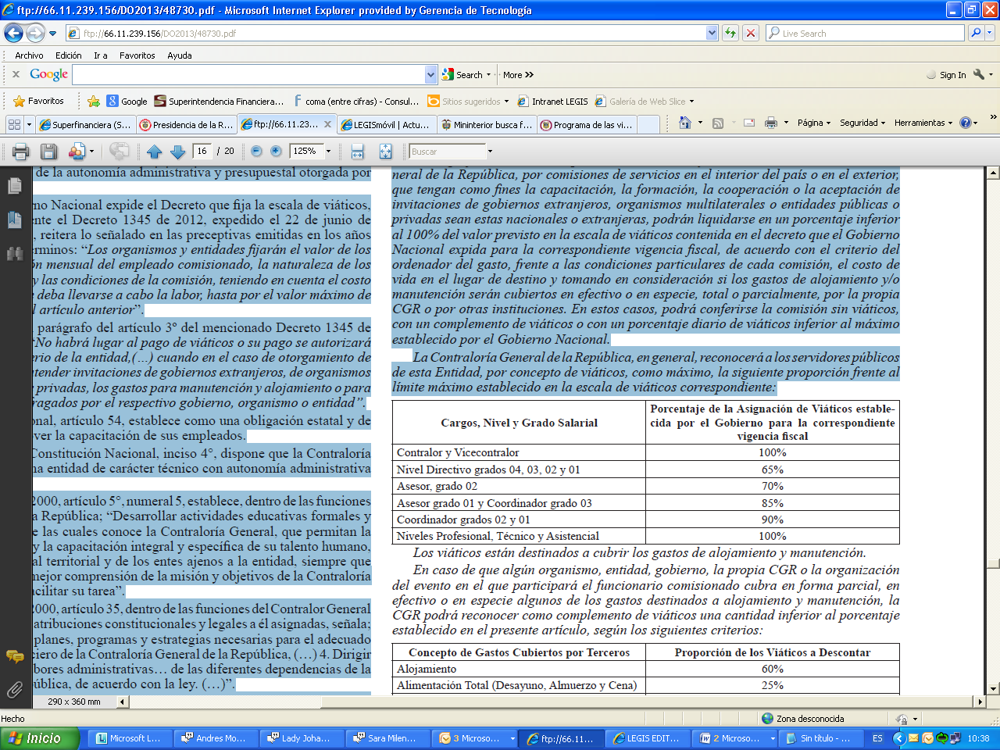 ftp://66.11.239.156/DO2013/48730.pdf - Microsoft Internet Explorer provided by Gerencia de Tecnología
ftp://66.11.239.156/DO2013/48730.pdf
Live Search
Archivo Edición Ir a Favoritos Ayuda
Google Search More Sign In
Favoritos Google Superintendencia Financiera... coma (entre cifras) - Consul... Sitios sugeridos Intranet LEGIS Galería de Web Slice
Superfinanciera (S... Presidencia de la R... ftp://66.11.23... LEGISmóvil | Actu... Mininterior busca f... Programa de las vi... Página Seguridad Herramientas
16 / 20 125% Buscar
de la autonomía administrativa y presupuestal otorgada por
no Nacional expide el Decreto que fija la escala de viáticos,
nte el Decreto 1345 de 2012, expedido el 22 de junio de
, reitera lo señalado en las preceptivas emitidas en los años
érminos: “Los organismos y entidades fijarán el valor de los
ón mensual del empleado comisionado, la naturaleza de los
y las condiciones de la comisión, teniendo en cuenta el costo
deba llevarse a cabo la labor, hasta por el valor máximo de
l artículo anterior”.
parágrafo del artículo 3° del mencionado Decreto 1345 de
“No habrá lugar al pago de viáticos o su pago se autorizará
rio de la entidad,(…) cuando en el caso de otorgamiento de
tender invitaciones de gobiernos extranjeros, de organismos
privadas, los gastos para manutención y alojamiento o para
fragados por el respectivo gobierno, organismo o entidad”.
onal, artículo 54, establece como una obligación estatal y de
over la capacitación de sus empleados.
Constitución Nacional, inciso 4°, dispone que la Contraloría
na entidad de carácter técnico con autonomía administrativa
2000, artículo 5°, numeral 5, establece, dentro de las funciones
a República; “Desarrollar actividades educativas formales y
e las cuales conoce la Contraloría General, que permitan la
y la capacitación integral y específica de su talento humano,
al territorial y de los entes ajenos a la entidad, siempre que
mejor comprensión de la misión y objetivos de la Contraloría
acilitar su tarea”.
2000, artículo 35, dentro de las funciones del Contralor General
atribuciones constitucionales y legales a él asignadas, señala;
planes, programas y estrategias necesarias para el adecuado
ciero de la Contraloría General de la República, (…) 4. Dirigir
bores administrativas… de las diferentes dependencias de la
ública, de acuerdo con la ley. (…)”.
neral de la República, por comisiones de servicios en el interior del país o en el exterior,
que tengan como fines la capacitación, la formación, la cooperación o la aceptación de
invitaciones de gobiernos extranjeros, organismos multilaterales o entidades públicas o
privadas sean estas nacionales o extranjeras, podrán liquidarse en un porcentaje inferior
al 100% del valor previsto en la escala de viáticos contenida en el decreto que el Gobierno
Nacional expida para la correspondiente vigencia fiscal, de acuerdo con el criterio del
ordenador del gasto, frente a las condiciones particulares de cada comisión, el costo de
vida en el lugar de destino y tomando en consideración si los gastos de alojamiento y/o
manutención serán cubiertos en efectivo o en especie, total o parcialmente, por la propia
CGR o por otras instituciones. En estos casos, podrá conferirse la comisión sin viáticos,
con un complemento de viáticos o con un porcentaje diario de viáticos inferior al máximo
establecido por el Gobierno Nacional.
La Contraloría General de la República, en general, reconocerá a los servidores públicos
de esta Entidad, por concepto de viáticos, como máximo, la siguiente proporción frente al
límite máximo establecido en la escala de viáticos correspondiente:
Cargos, Nivel y Grado Salarial
Porcentaje de la Asignación de Viáticos estable-
cida por el Gobierno para la correspondiente
vigencia fiscal
Contralor y Vicecontralor 100%
Nivel Directivo grados 04, 03, 02 y 01 65%
Asesor, grado 02 70%
Asesor grado 01 y Coordinador grado 03 85%
Coordinador grados 02 y 01 90%
Niveles Profesional, Técnico y Asistencial 100%
Los viáticos están destinados a cubrir los gastos de alojamiento y manutención.
En caso de que algún organismo, entidad, gobierno, la propia CGR o la organización
del evento en el que participará el funcionario comisionado cubra en forma parcial, en
efectivo o en especie algunos de los gastos destinados a alojamiento y manutención, la
CGR podrá reconocer como complemento de viáticos una cantidad inferior al porcentaje
establecido en el presente artículo, según los siguientes criterios:
Concepto de Gastos Cubiertos por Terceros Proporción de los Viáticos a Descontar
Alojamiento 60%
Alimentación Total (Desayuno, Almuerzo y Cena) 25%
290 x 360 mm
Hecho Zona desconocida
Inicio Microsoft L... Andres Mo... Lady Joha... Sara Milen... 3 Microso... ftp://66.11... LEGIS EDIT... 2 Microso... Sin título - ... ES 10:38